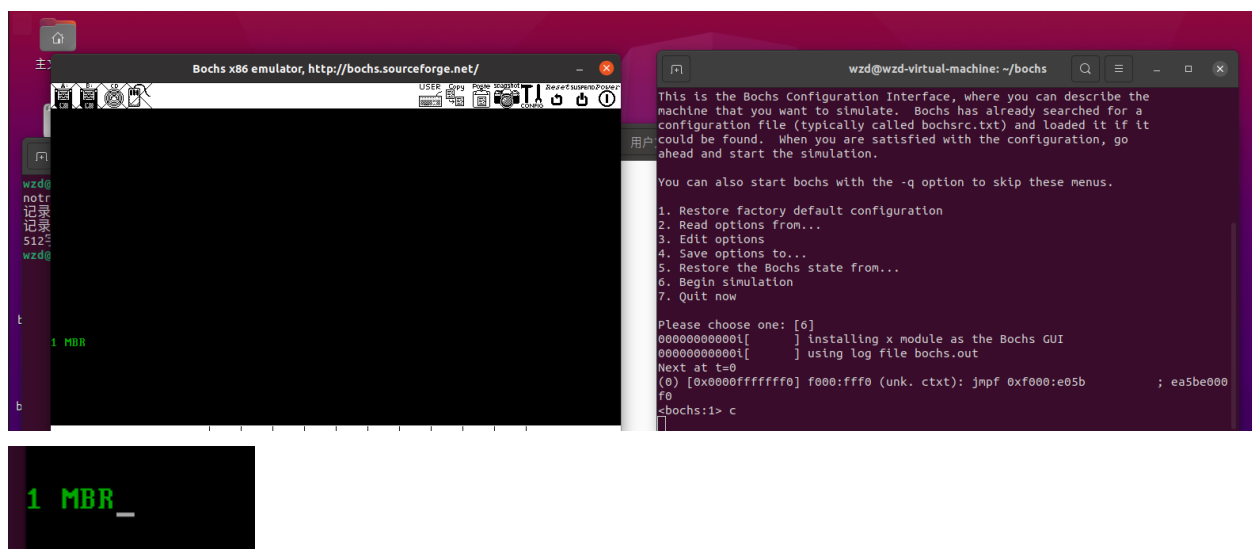 主
Bochs x86 emulator, http://bochs.sourceforge.net/
A: B: CD USER Copy Paste snapshot CONFIG Reset SUSPEND Power
1 MBR
wzd@
notr
记录
记录
512字
wzd@
b
b
用户
wzd@wzd-virtual-machine: ~/bochs
This is the Bochs Configuration Interface, where you can describe the
machine that you want to simulate.  Bochs has already searched for a
configuration file (typically called bochsrc.txt) and loaded it if it
could be found.  When you are satisfied with the configuration, go
ahead and start the simulation.
You can also start bochs with the -q option to skip these menus.
1. Restore factory default configuration
2. Read options from...
3. Edit options
4. Save options to...
5. Restore the Bochs state from...
6. Begin simulation
7. Quit now
Please choose one: [6]
00000000000i[      ] installing x module as the Bochs GUI
00000000000i[      ] using log file bochs.out
Next at t=0
(0) [0x0000fffffff0] f000:fff0 (unk. ctxt): jmpf 0xf000:e05b          ; ea5be000
f0
<bochs:1> c
1 MBR_